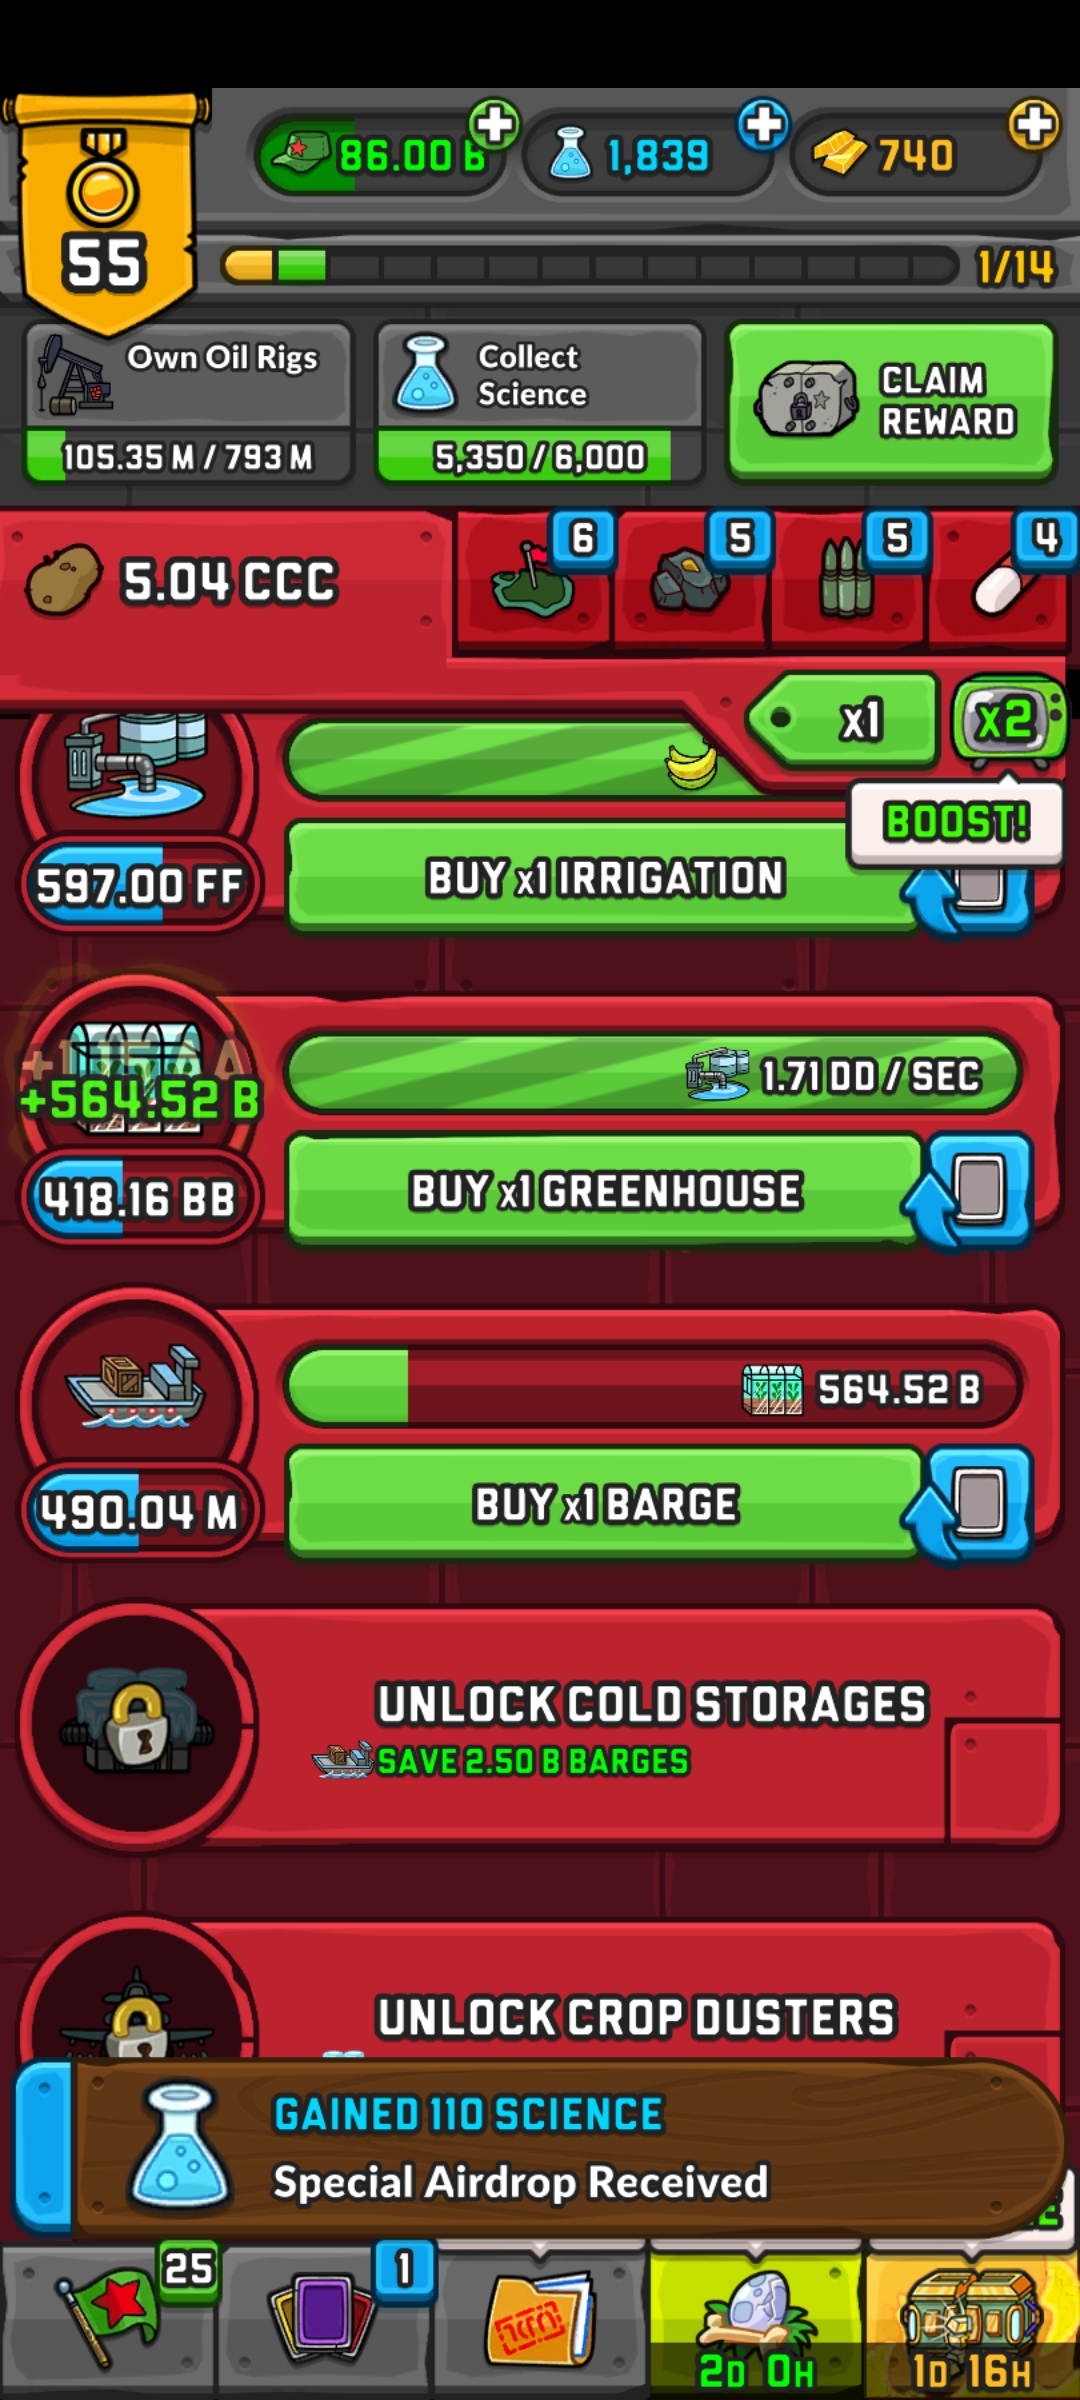 86.00 B
1,839
740
55
1/14
Own Oil Rigs
105.35 M / 793 M
Collect
Science
5,350 / 6,000
CLAIM
REWARD
5.04 CCC
6
5
5
4
x1
x2
BOOST!
597.00 FF
BUY x1 IRRIGATION
+564.52 B
418.16 BB
1.71 DD / SEC
BUY x1 GREENHOUSE
564.52 B
490.04 M
BUY x1 BARGE
UNLOCK COLD STORAGES
SAVE 2.50 B BARGES
UNLOCK CROP DUSTERS
GAINED 110 SCIENCE
Special Airdrop Received
25
1
2D 0H
1D 16H